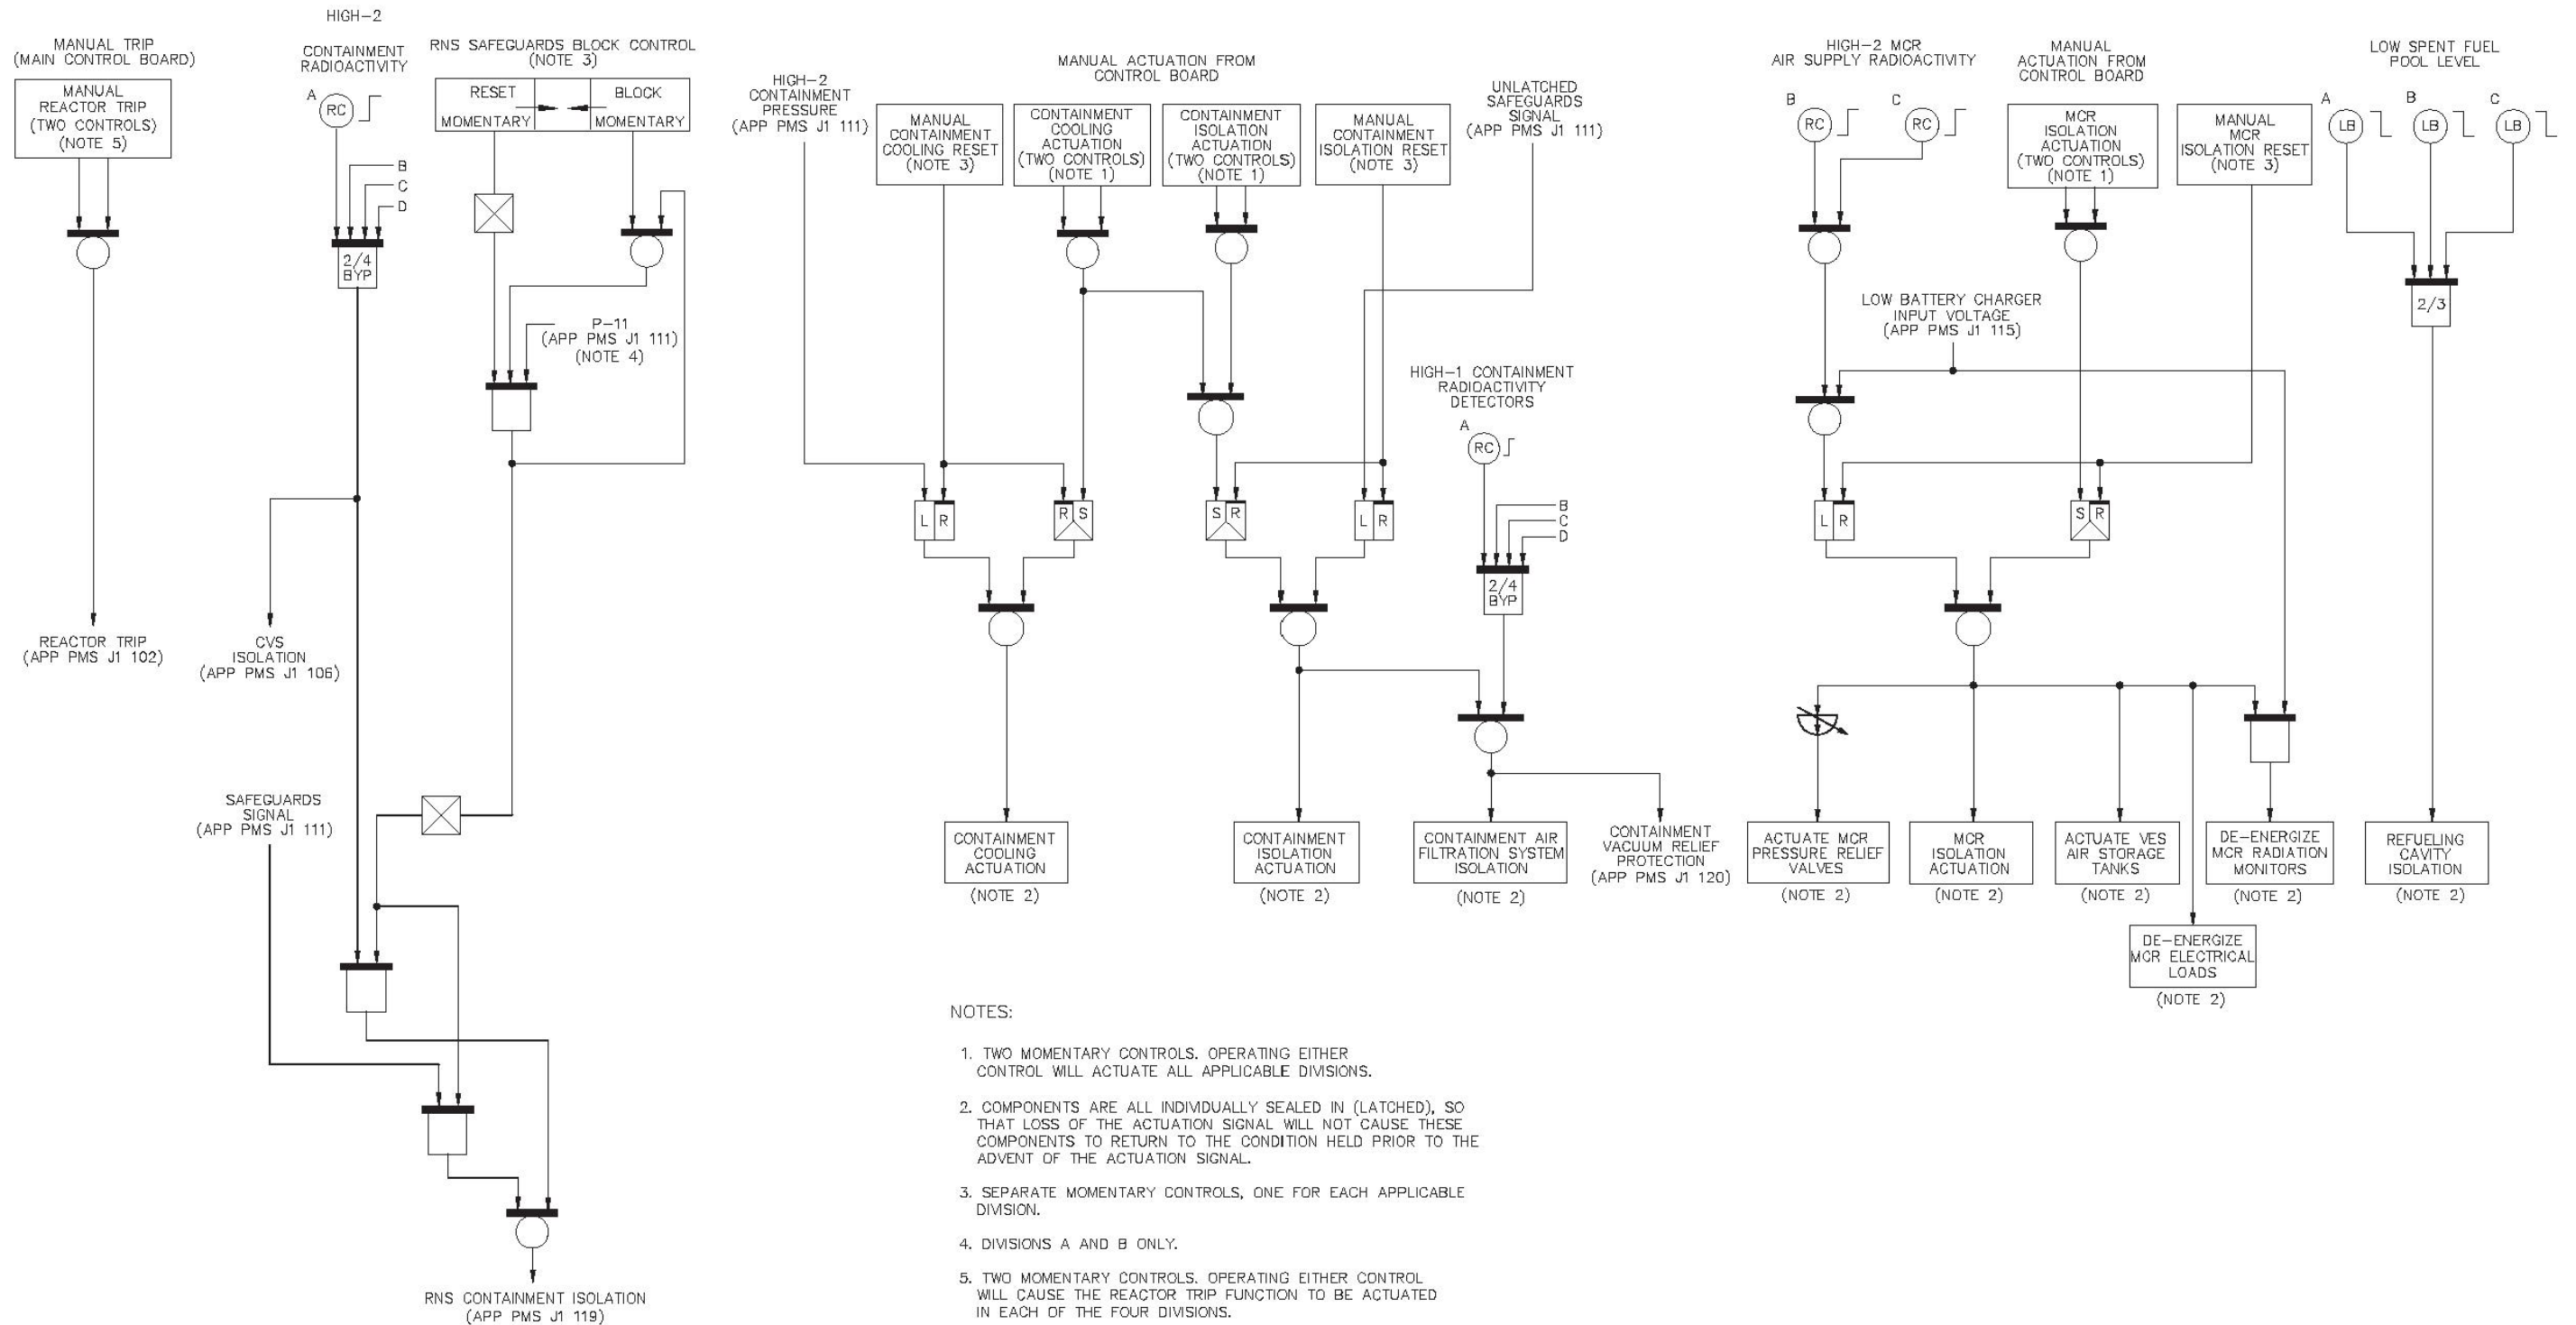 MANUAL TRIP
(MAIN CONTROL BOARD)
MANUAL
REACTOR TRIP
(TWO CONTROLS)
(NOTE 5)
REACTOR TRIP
(APP PMS J1 102)
HIGH-2
CONTAINMENT
RADIOACTIVITY
A
RC
B
C
D
2/4
BYP
CVS
ISOLATION
(APP PMS J1 106)
RNS SAFEGUARDS BLOCK CONTROL
(NOTE 3)
RESET
MOMENTARY
BLOCK
MOMENTARY
P-11
(APP PMS J1 111)
(NOTE 4)
SAFEGUARDS
SIGNAL
(APP PMS J1 111)
RNS CONTAINMENT ISOLATION
(APP PMS J1 119)
HIGH-2
CONTAINMENT
PRESSURE
(APP PMS J1 111)
MANUAL ACTUATION FROM
CONTROL BOARD
MANUAL
CONTAINMENT
COOLING RESET
(NOTE 3)
CONTAINMENT
COOLING
ACTUATION
(TWO CONTROLS)
(NOTE 1)
CONTAINMENT
ISOLATION
ACTUATION
(TWO CONTROLS)
(NOTE 1)
MANUAL
CONTAINMENT
ISOLATION RESET
(NOTE 3)
UNLATCHED
SAFEGUARDS
SIGNAL
(APP PMS J1 111)
HIGH-1 CONTAINMENT
RADIOACTIVITY
DETECTORS
A
RC
B
C
D
2/4
BYP
L R
R S
S R
L R
CONTAINMENT
COOLING
ACTUATION
(NOTE 2)
CONTAINMENT
ISOLATION
ACTUATION
(NOTE 2)
CONTAINMENT AIR
FILTRATION SYSTEM
ISOLATION
(NOTE 2)
CONTAINMENT
VACUUM RELIEF
PROTECTION
(APP PMS J1 120)
HIGH-2 MCR
AIR SUPPLY RADIOACTIVITY
B
RC
C
RC
MANUAL
ACTUATION FROM
CONTROL BOARD
MCR
ISOLATION
ACTUATION
(TWO CONTROLS)
(NOTE 1)
MANUAL
MCR
ISOLATION RESET
(NOTE 3)
LOW BATTERY CHARGER
INPUT VOLTAGE
(APP PMS J1 115)
L R
S R
ACTUATE MCR
PRESSURE RELIEF
VALVES
(NOTE 2)
MCR
ISOLATION
ACTUATION
(NOTE 2)
ACTUATE VES
AIR STORAGE
TANKS
(NOTE 2)
DE-ENERGIZE
MCR RADIATION
MONITORS
(NOTE 2)
DE-ENERGIZE
MCR ELECTRICAL
LOADS
(NOTE 2)
LOW SPENT FUEL
POOL LEVEL
A
LB
B
LB
C
LB
2/3
REFUELING
CAVITY
ISOLATION
(NOTE 2)
NOTES:
1. TWO MOMENTARY CONTROLS. OPERATING EITHER
CONTROL WILL ACTUATE ALL APPLICABLE DIVISIONS.
2. COMPONENTS ARE ALL INDIVIDUALLY SEALED IN (LATCHED), SO
THAT LOSS OF THE ACTUATION SIGNAL WILL NOT CAUSE THESE
COMPONENTS TO RETURN TO THE CONDITION HELD PRIOR TO THE
ADVENT OF THE ACTUATION SIGNAL.
3. SEPARATE MOMENTARY CONTROLS, ONE FOR EACH APPLICABLE
DIVISION.
4. DIVISIONS A AND B ONLY.
5. TWO MOMENTARY CONTROLS. OPERATING EITHER CONTROL
WILL CAUSE THE REACTOR TRIP FUNCTION TO BE ACTUATED
IN EACH OF THE FOUR DIVISIONS.